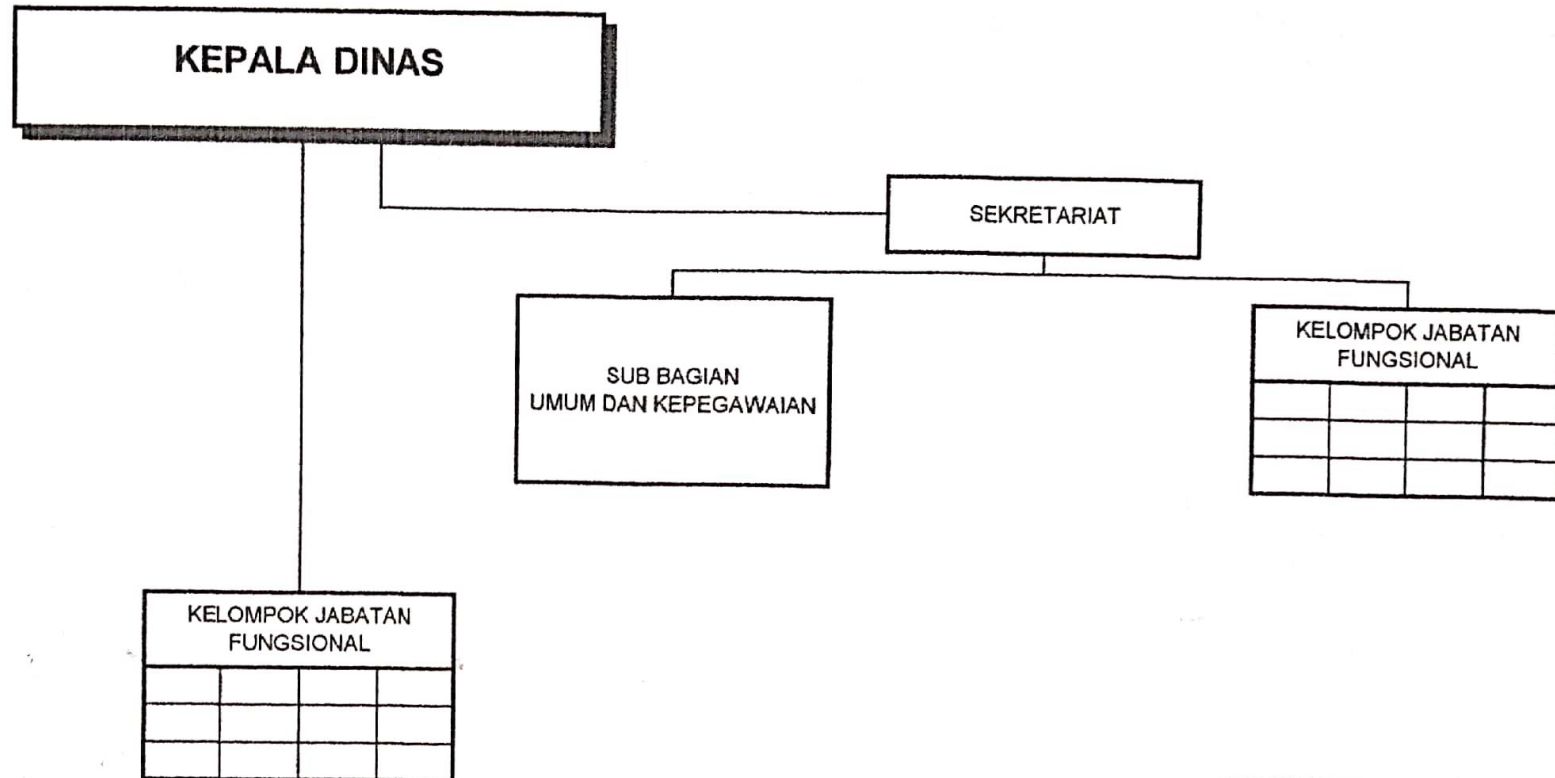 KEPALA DINAS
SEKRETARIAT
SUB BAGIAN
UMUM DAN KEPEGAWAIAN
KELOMPOK JABATAN
FUNGSIONAL
KELOMPOK JABATAN
FUNGSIONAL